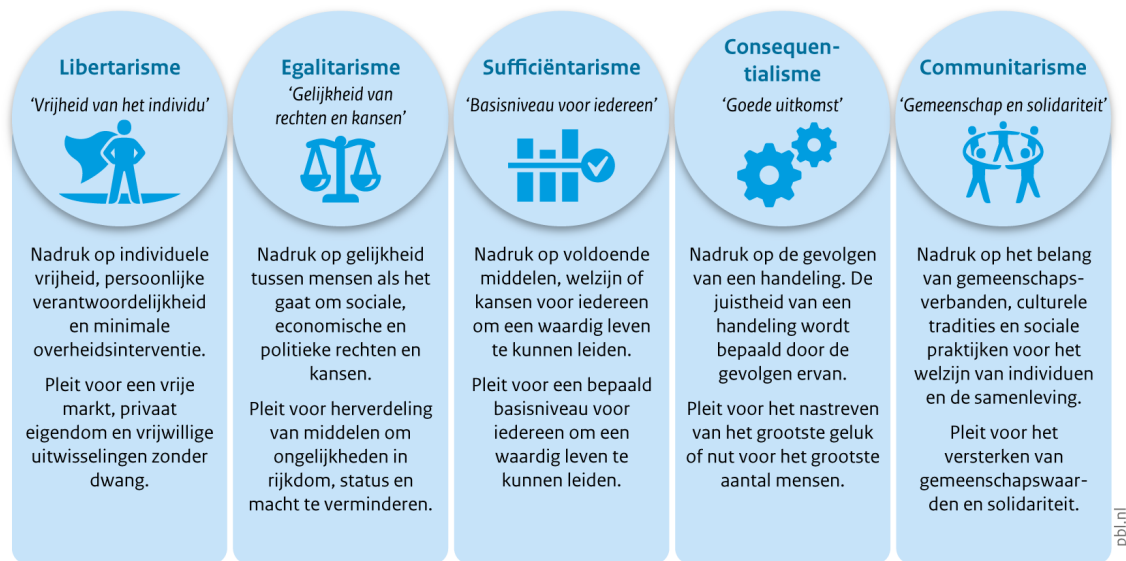 Libertarisme
‘Vrijheid van het individu’
Nadruk op individuele
vrijheid, persoonlijke
verantwoordelijkheid
en minimale
overheidsinterventie.
Pleit voor een vrije
markt, privaat
eigendom en vrijwillige
uitwisselingen zonder
dwang.
Egalitarisme
‘Gelijkheid van
rechten en kansen’
Nadruk op gelijkheid
tussen mensen als het
gaat om sociale,
economische en
politieke rechten en
kansen.
Pleit voor herverdeling
van middelen om
ongelijkheden in
rijkdom, status en
macht te verminderen.
Sufficiëntarisme
‘Basisniveau voor iedereen’
Nadruk op voldoende
middelen, welzijn of
kansen voor iedereen
om een waardig leven
te kunnen leiden.
Pleit voor een bepaald
basisniveau voor
iedereen om een
waardig leven te
kunnen leiden.
Consequen-
tialisme
‘Goede uitkomst’
Nadruk op de gevolgen
van een handeling. De
juistheid van een
handeling wordt
bepaald door de
gevolgen ervan.
Pleit voor het nastreven
van het grootste geluk
of nut voor het grootste
aantal mensen.
Communitarisme
‘Gemeenschap en solidariteit’
Nadruk op het belang
van gemeenschaps-
verbanden, culturele
tradities en sociale
praktijken voor het
welzijn van individuen
en de samenleving.
Pleit voor het
versterken van
gemeenschapswaar-
den en solidariteit.
pbl.nl